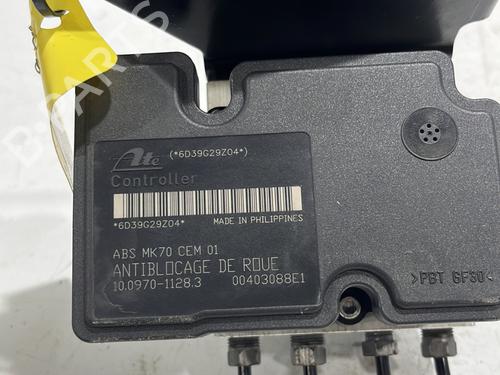 Ate
(*6D39G29Z04*)
Controller
*6D39G29Z04*
MADE IN PHILIPPINES
ABS MK70 CEM 01
ANTIBLOCAGE DE ROUE
10.0970-1128.3
00403088E1
>PBT GF30<
B-PARTS